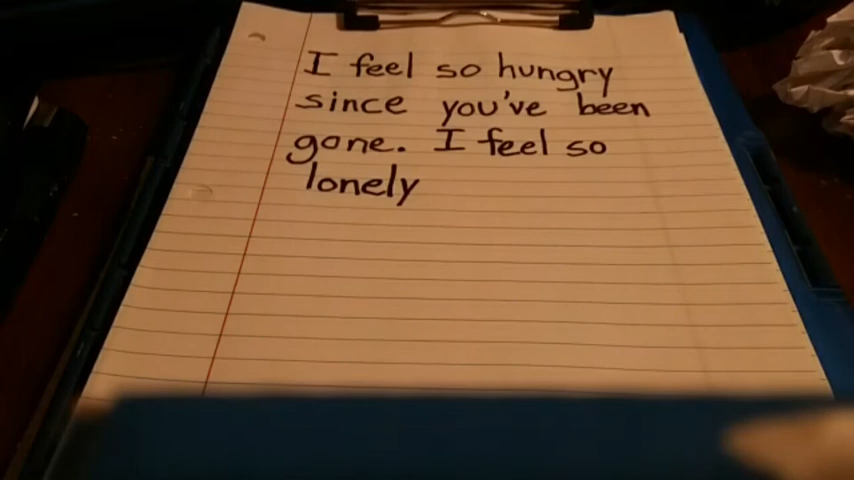 I feel so hungry
since you've been
gone. I feel so
lonely